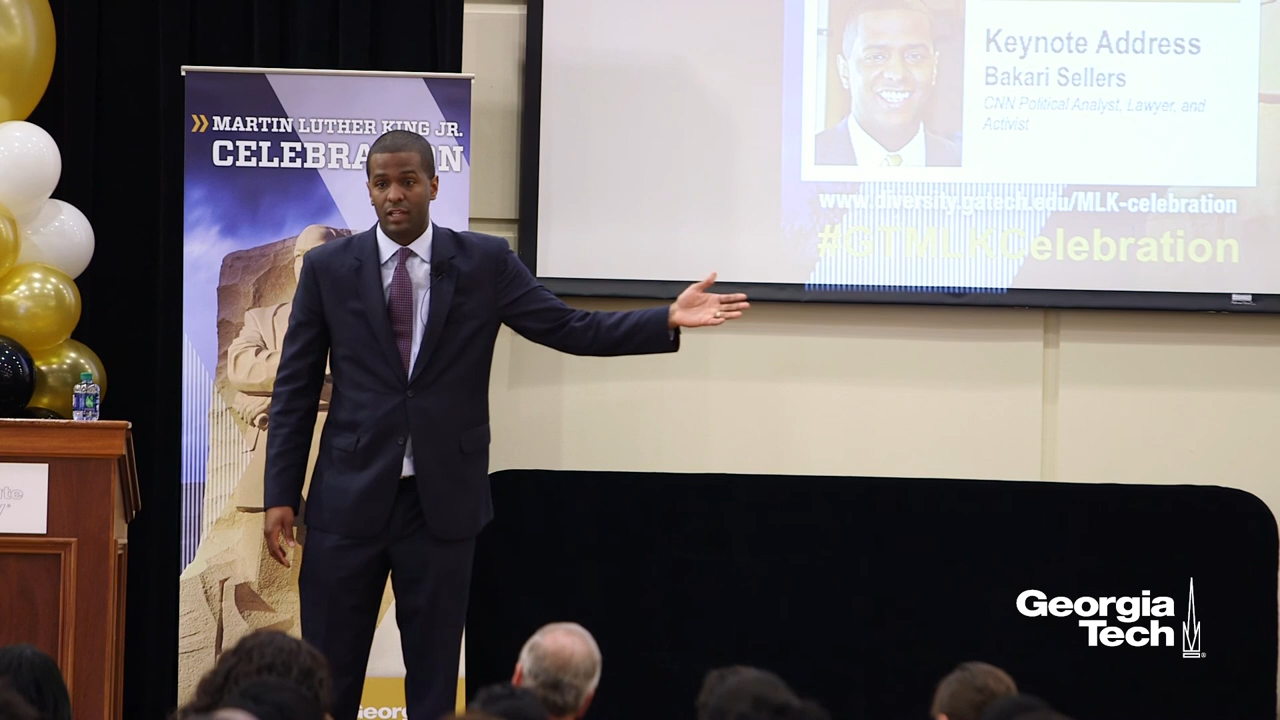 MARTIN LUTHER KING JR.
CELEBRA N
Keynote Address
Bakari Sellers
CNN Political Analyst, Lawyer, and
Activist
www.diversity.gatech.edu/MLK-celebration
#GTMLKCelebration
Georgia
Tech